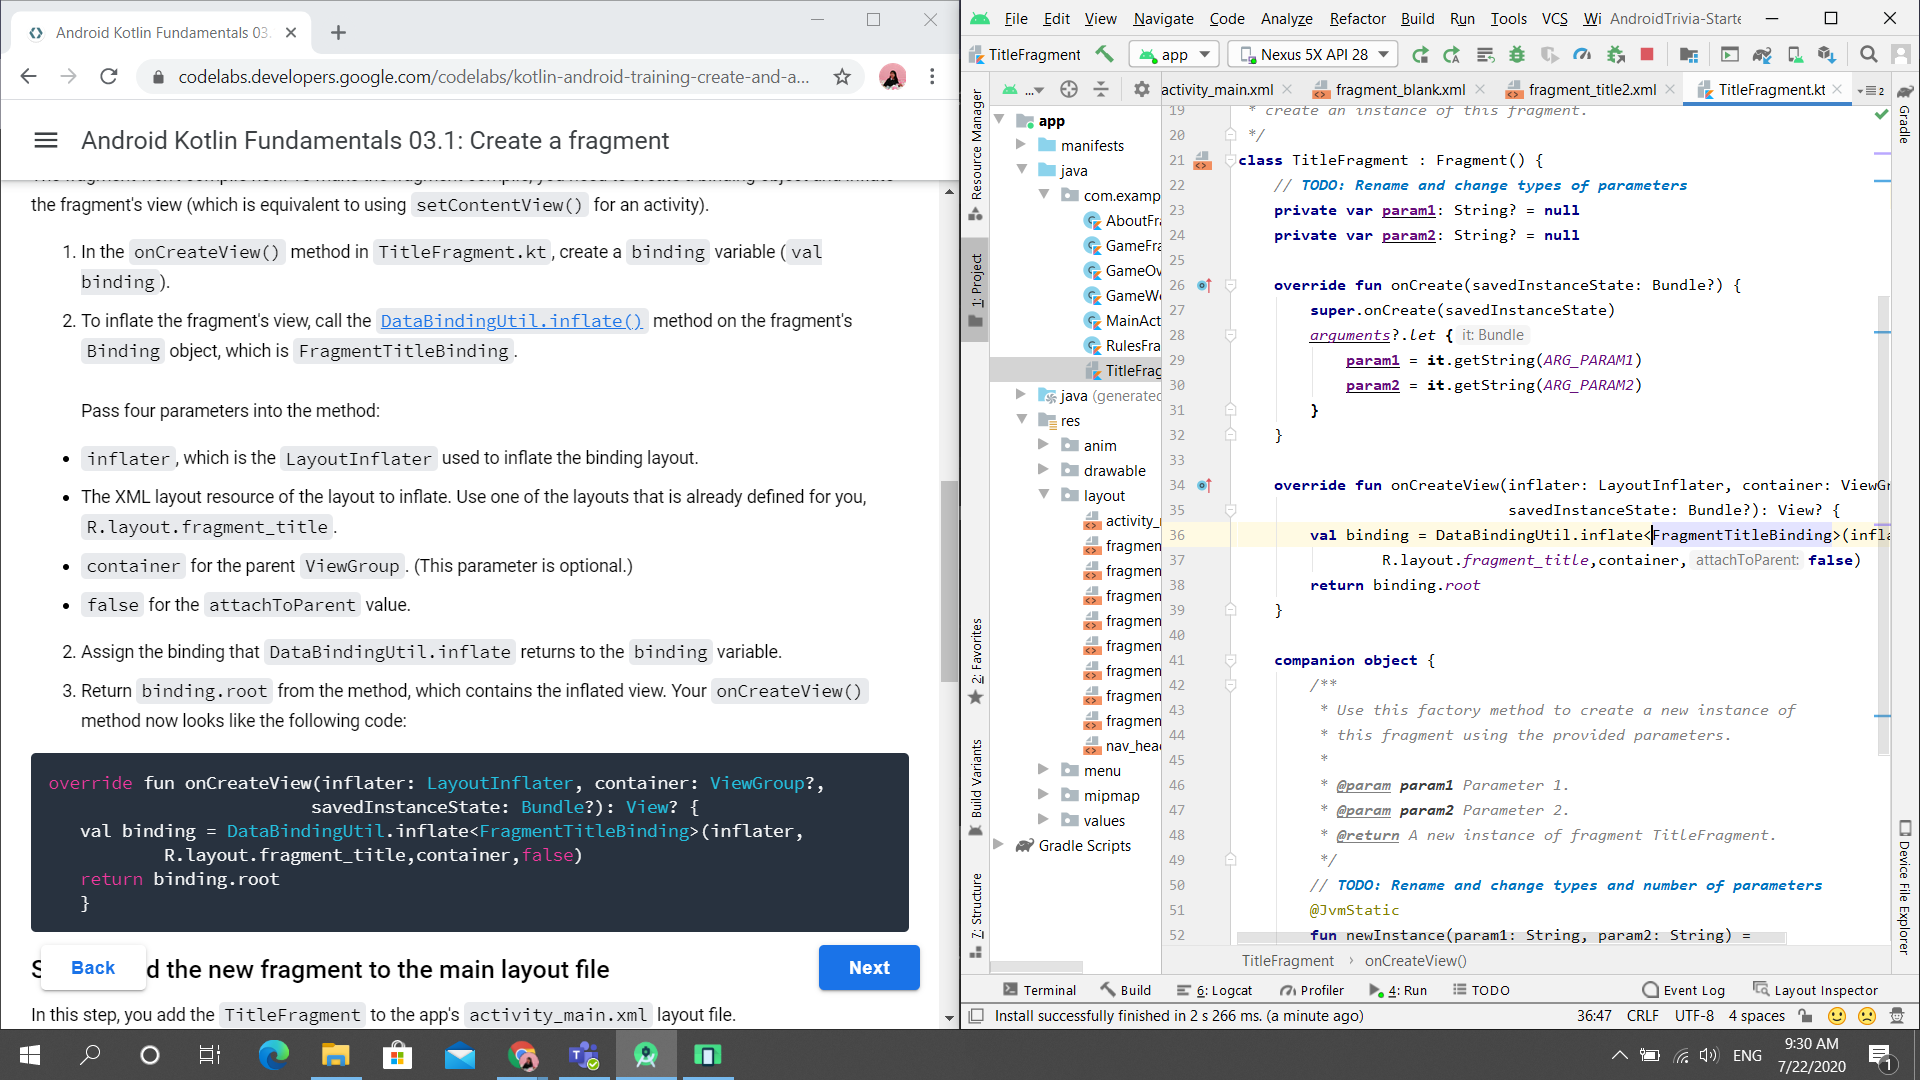 Android Kotlin Fundamentals 03.
codelabs.developers.google.com/codelabs/kotlin-android-training-create-and-a...
Android Kotlin Fundamentals 03.1: Create a fragment
the fragment's view (which is equivalent to using setContentView() for an activity).
1. In the onCreateView() method in TitleFragment.kt, create a binding variable (val
binding).
2. To inflate the fragment's view, call the DataBindingUtil.inflate() method on the fragment's
Binding object, which is FragmentTitleBinding.
Pass four parameters into the method:
• inflater, which is the LayoutInflater used to inflate the binding layout.
• The XML layout resource of the layout to inflate. Use one of the layouts that is already defined for you,
R.layout.fragment_title.
• container for the parent ViewGroup. (This parameter is optional.)
• false for the attachToParent value.
2. Assign the binding that DataBindingUtil.inflate returns to the binding variable.
3. Return binding.root from the method, which contains the inflated view. Your onCreateView()
method now looks like the following code:
override fun onCreateView(inflater: LayoutInflater, container: ViewGroup?,
savedInstanceState: Bundle?): View? {
val binding = DataBindingUtil.inflate<FragmentTitleBinding>(inflater,
R.layout.fragment_title,container,false)
return binding.root
}
Back
d the new fragment to the main layout file
Next
In this step, you add the TitleFragment to the app's activity_main.xml layout file.
File Edit View Navigate Code Analyze Refactor Build Run Tools VCS Wi AndroidTrivia-Starte
TitleFragment app Nexus 5X API 28
... activity_main.xml fragment_blank.xml fragment_title2.xml TitleFragment.kt 2
Resource Manager
1: Project
2: Favorites
Build Variants
7: Structure
app
manifests
java
com.examp
AboutFra
GameFra
GameOv
GameWo
MainAct
RulesFra
TitleFrag
java (generated
res
anim
drawable
layout
activity_
fragmen
fragmen
fragmen
fragmen
fragmen
fragmen
fragmen
fragmen
nav_head
menu
mipmap
values
Gradle Scripts
19 * create an instance of this fragment.
20 */
21 class TitleFragment : Fragment() {
22 // TODO: Rename and change types of parameters
23 private var param1: String? = null
24 private var param2: String? = null
25
26 override fun onCreate(savedInstanceState: Bundle?) {
27 super.onCreate(savedInstanceState)
28 arguments?.let { it: Bundle
29 param1 = it.getString(ARG_PARAM1)
30 param2 = it.getString(ARG_PARAM2)
31 }
32 }
33
34 override fun onCreateView(inflater: LayoutInflater, container: ViewGr
35 savedInstanceState: Bundle?): View? {
36 val binding = DataBindingUtil.inflate<FragmentTitleBinding>(infla
37 R.layout.fragment_title,container, attachToParent: false)
38 return binding.root
39 }
40
41 companion object {
42 /**
43 * Use this factory method to create a new instance of
44 * this fragment using the provided parameters.
45 *
46 * @param param1 Parameter 1.
47 * @param param2 Parameter 2.
48 * @return A new instance of fragment TitleFragment.
49 */
50 // TODO: Rename and change types and number of parameters
51 @JvmStatic
52 fun newInstance(param1: String, param2: String) =
TitleFragment › onCreateView()
Gradle
Device File Explorer
Terminal Build 6: Logcat Profiler 4: Run TODO Event Log Layout Inspector
Install successfully finished in 2 s 266 ms. (a minute ago) 36:47 CRLF UTF-8 4 spaces
ENG
9:30 AM
7/22/2020
1